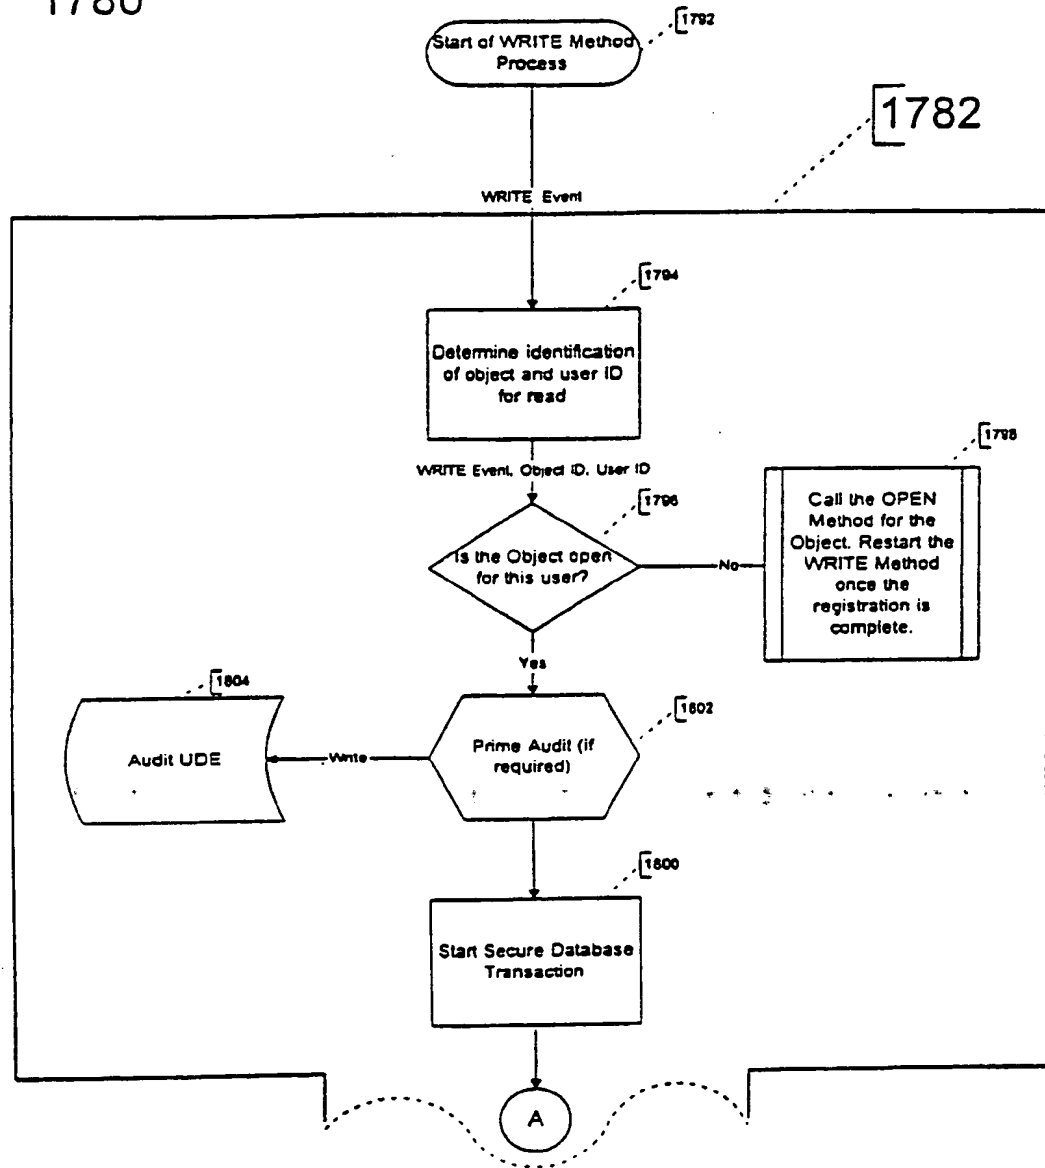 1780
Start of WRITE Method
Process
1792
1782
WRITE Event
1794
Determine identification
of object and user ID
for read
WRITE Event, Object ID, User ID
1796
Is the Object open
for this user?
No
1798
Call the OPEN
Method for the
Object. Restart the
WRITE Method
once the
registration is
complete.
Yes
1804
Audit UDE
Write
1802
Prime Audit (if
required)
1800
Start Secure Database
Transaction
A